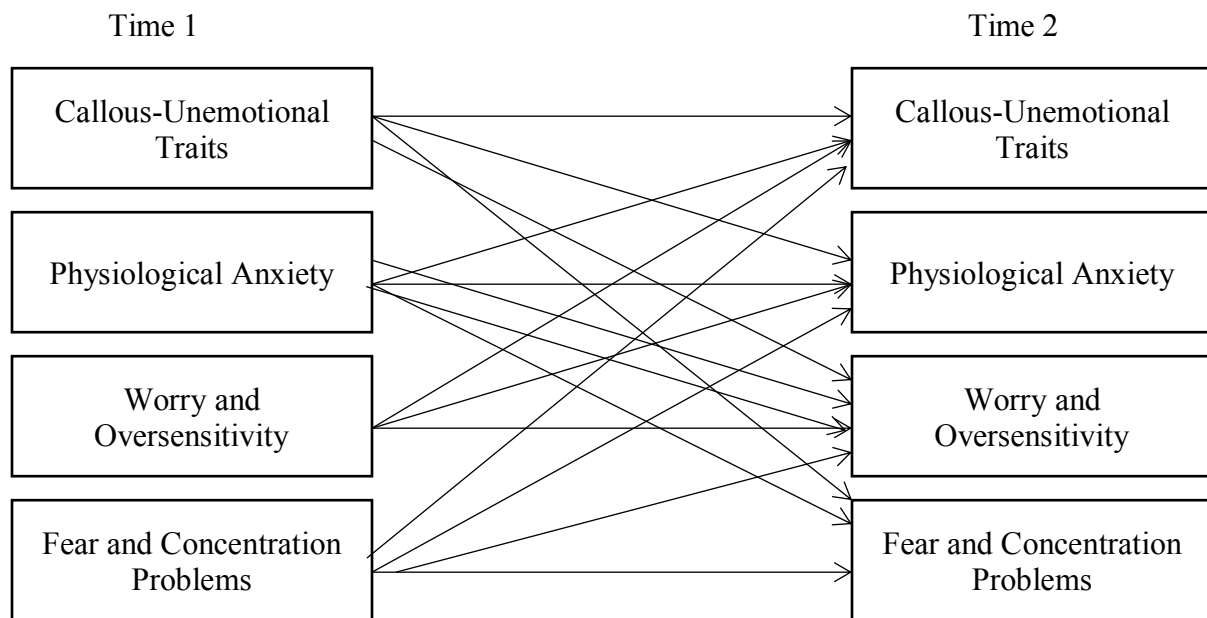 Time 1
Time 2
Callous-Unemotional
Traits
Callous-Unemotional
Traits
Physiological Anxiety
Physiological Anxiety
Worry and
Oversensitivity
Worry and
Oversensitivity
Fear and Concentration
Problems
Fear and Concentration
Problems